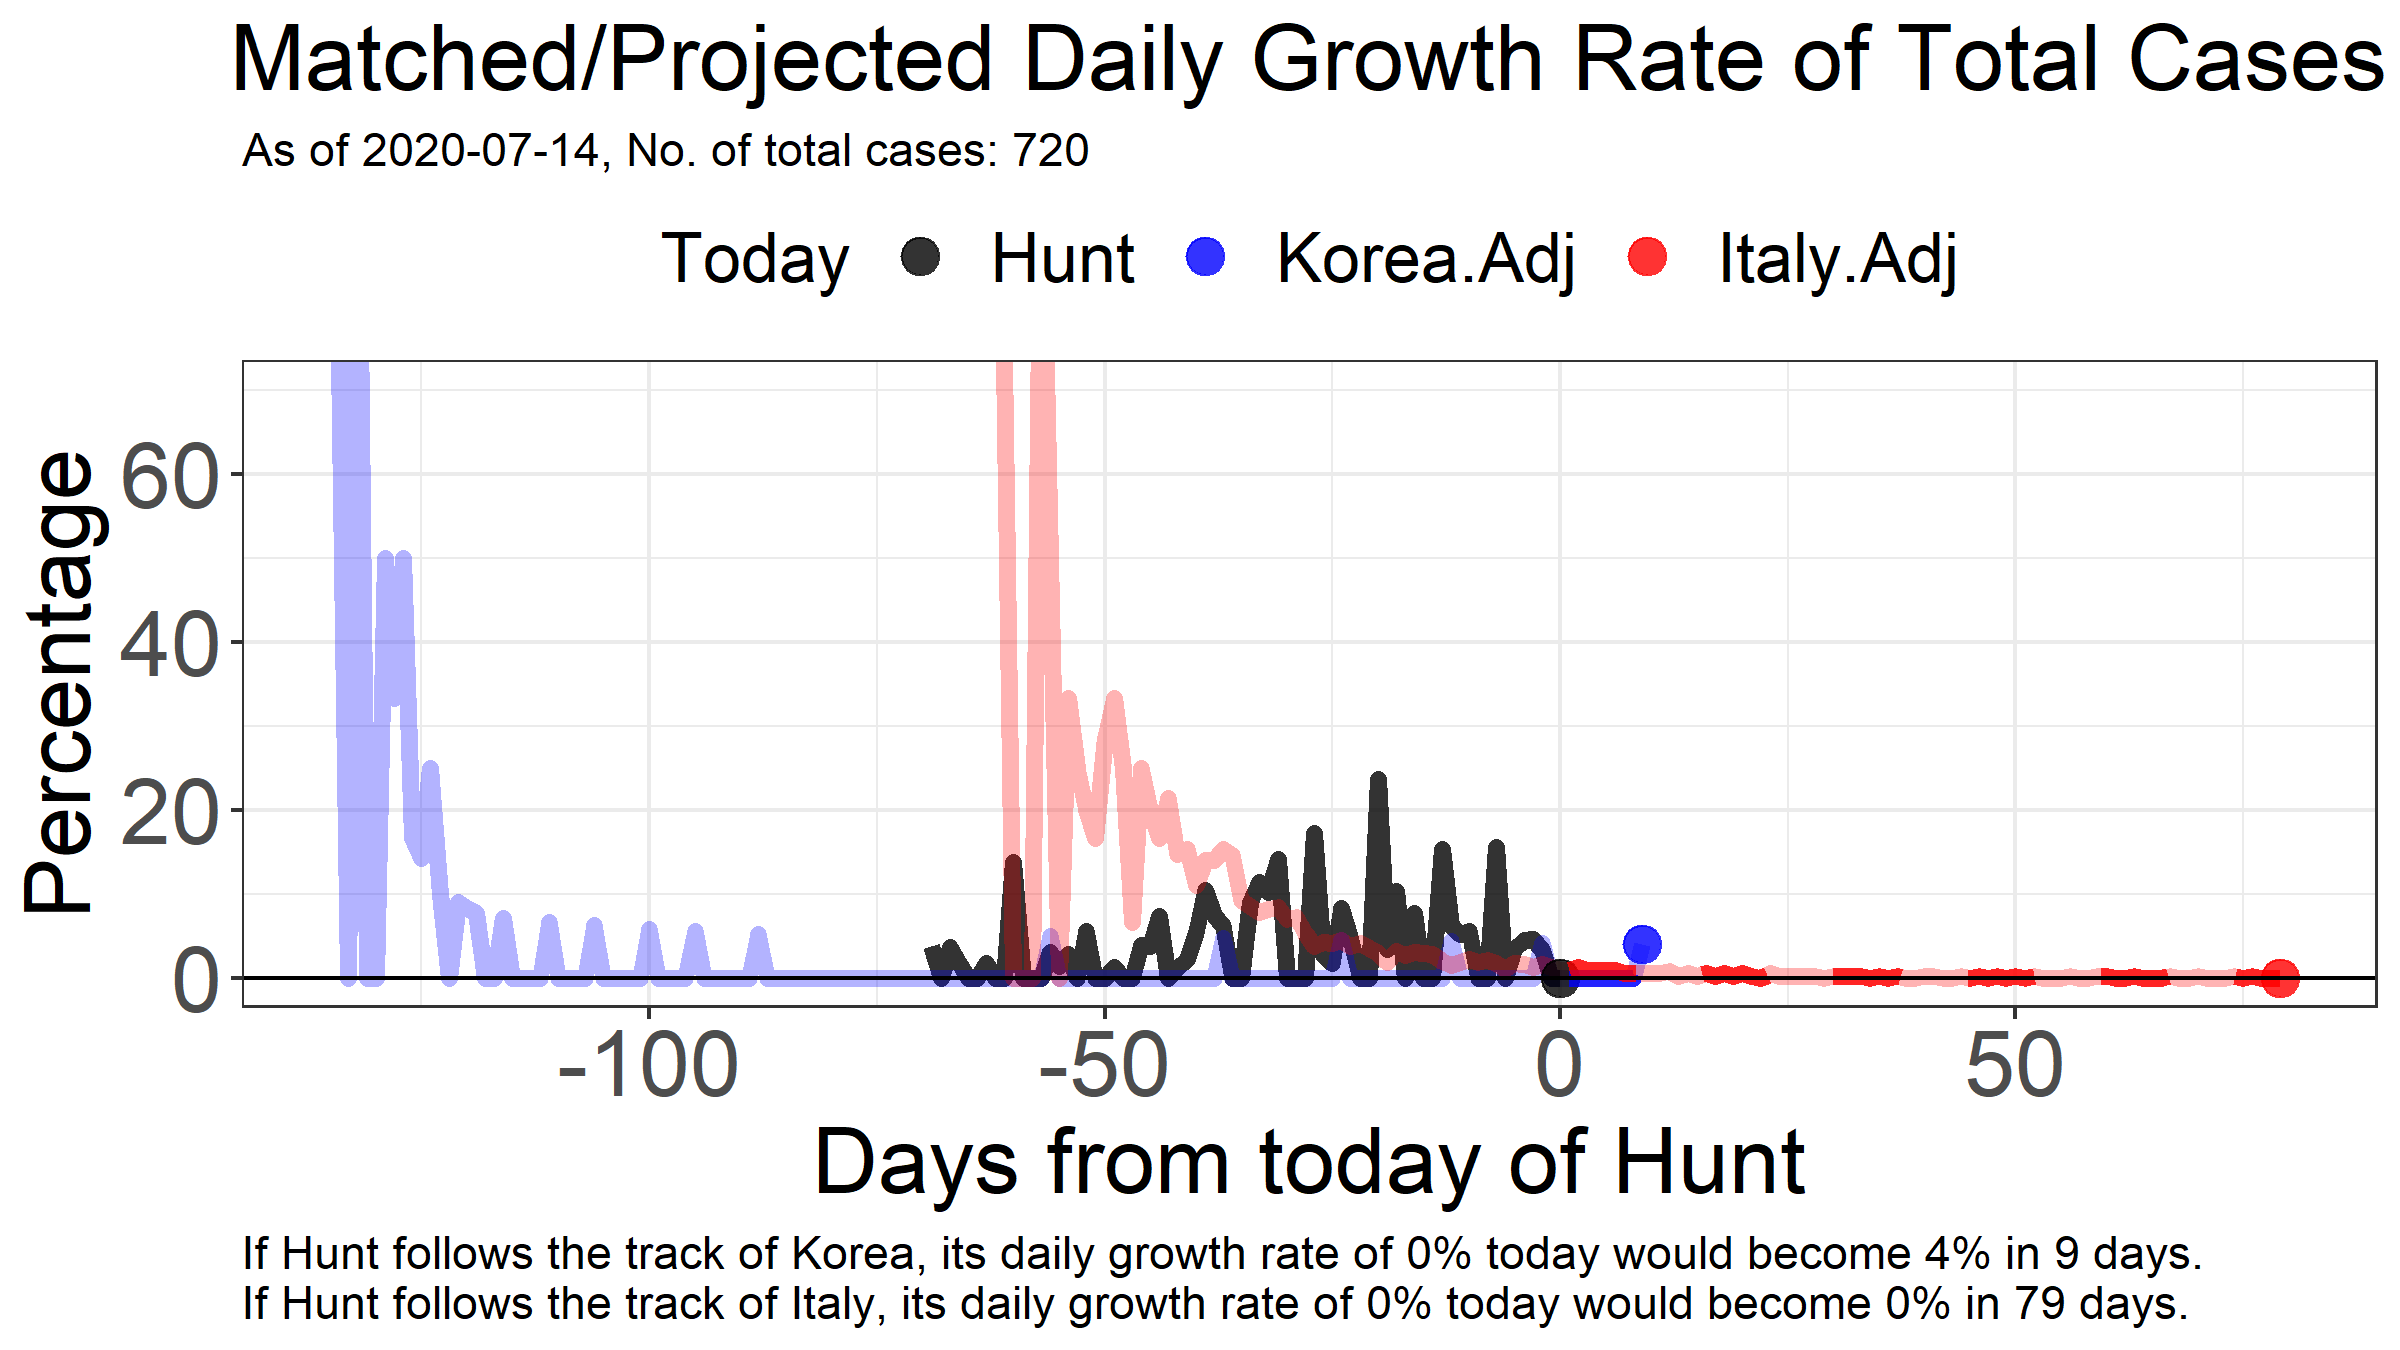 Matched/Projected Daily Growth Rate of Total Cases
As of 2020-07-14, No. of total cases: 720
Today Hunt Korea.Adj Italy.Adj
Percentage
60
40
20
0
-100 -50 0 50
Days from today of Hunt
If Hunt follows the track of Korea, its daily growth rate of 0% today would become 4% in 9 days.
If Hunt follows the track of Italy, its daily growth rate of 0% today would become 0% in 79 days.